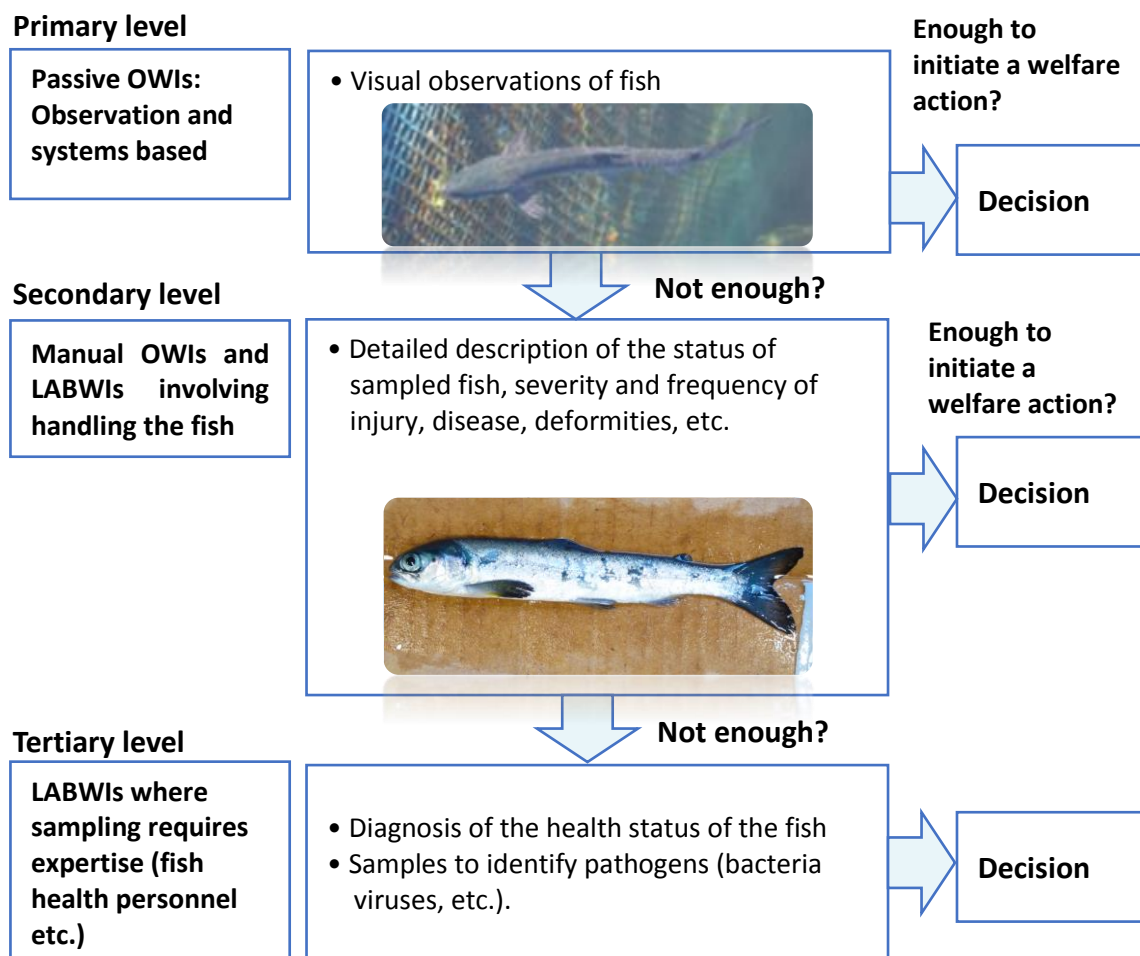 Primary level
Passive OWIs:
Observation and
systems based
• Visual observations of fish
Enough to
initiate a welfare
action?
Decision
Not enough?
Secondary level
Manual OWIs and
LABWIs involving
handling the fish
• Detailed description of the status of
sampled fish, severity and frequency of
injury, disease, deformities, etc.
Enough to
initiate a
welfare action?
Decision
Not enough?
Tertiary level
LABWIs where
sampling requires
expertise (fish
health personnel
etc.)
• Diagnosis of the health status of the fish
• Samples to identify pathogens (bacteria
viruses, etc.).
Decision